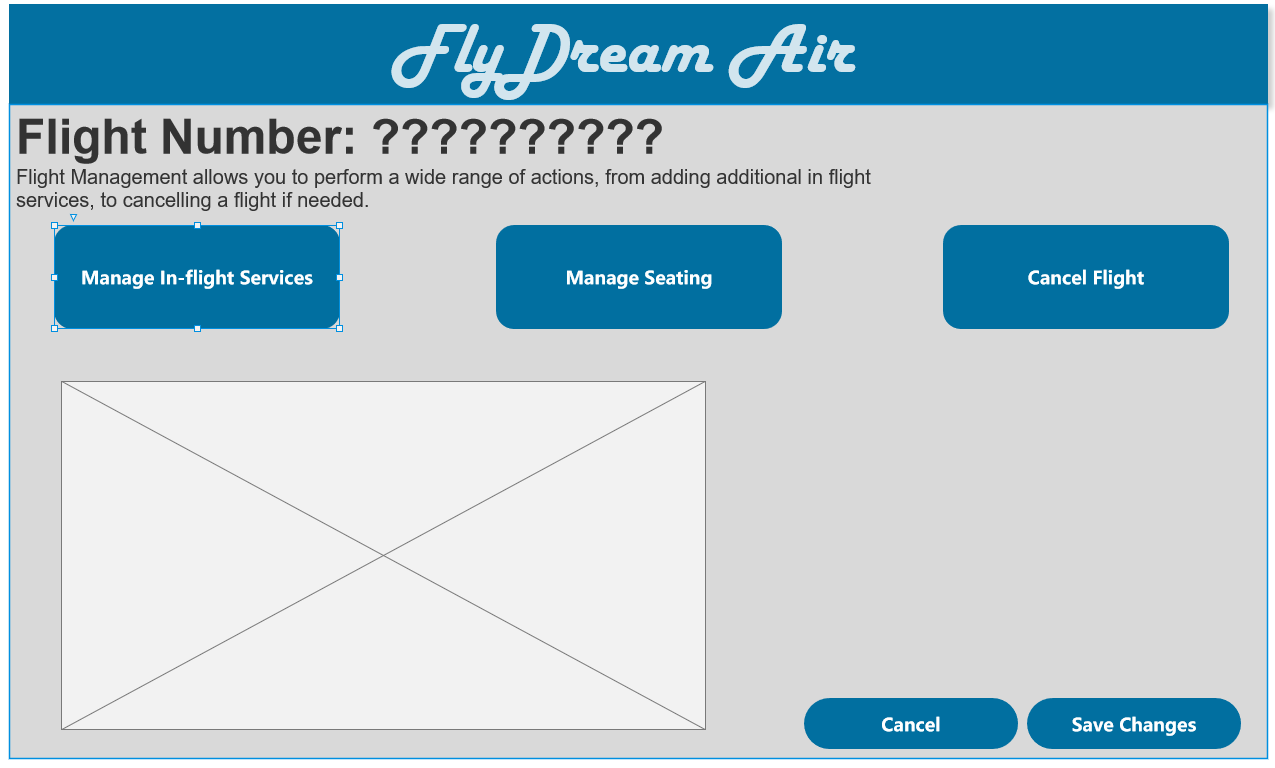 FlyDream Air
Flight Number: ??????????
Flight Management allows you to perform a wide range of actions, from adding additional in flight
services, to cancelling a flight if needed.
Manage In-flight Services
Manage Seating
Cancel Flight
Cancel
Save Changes